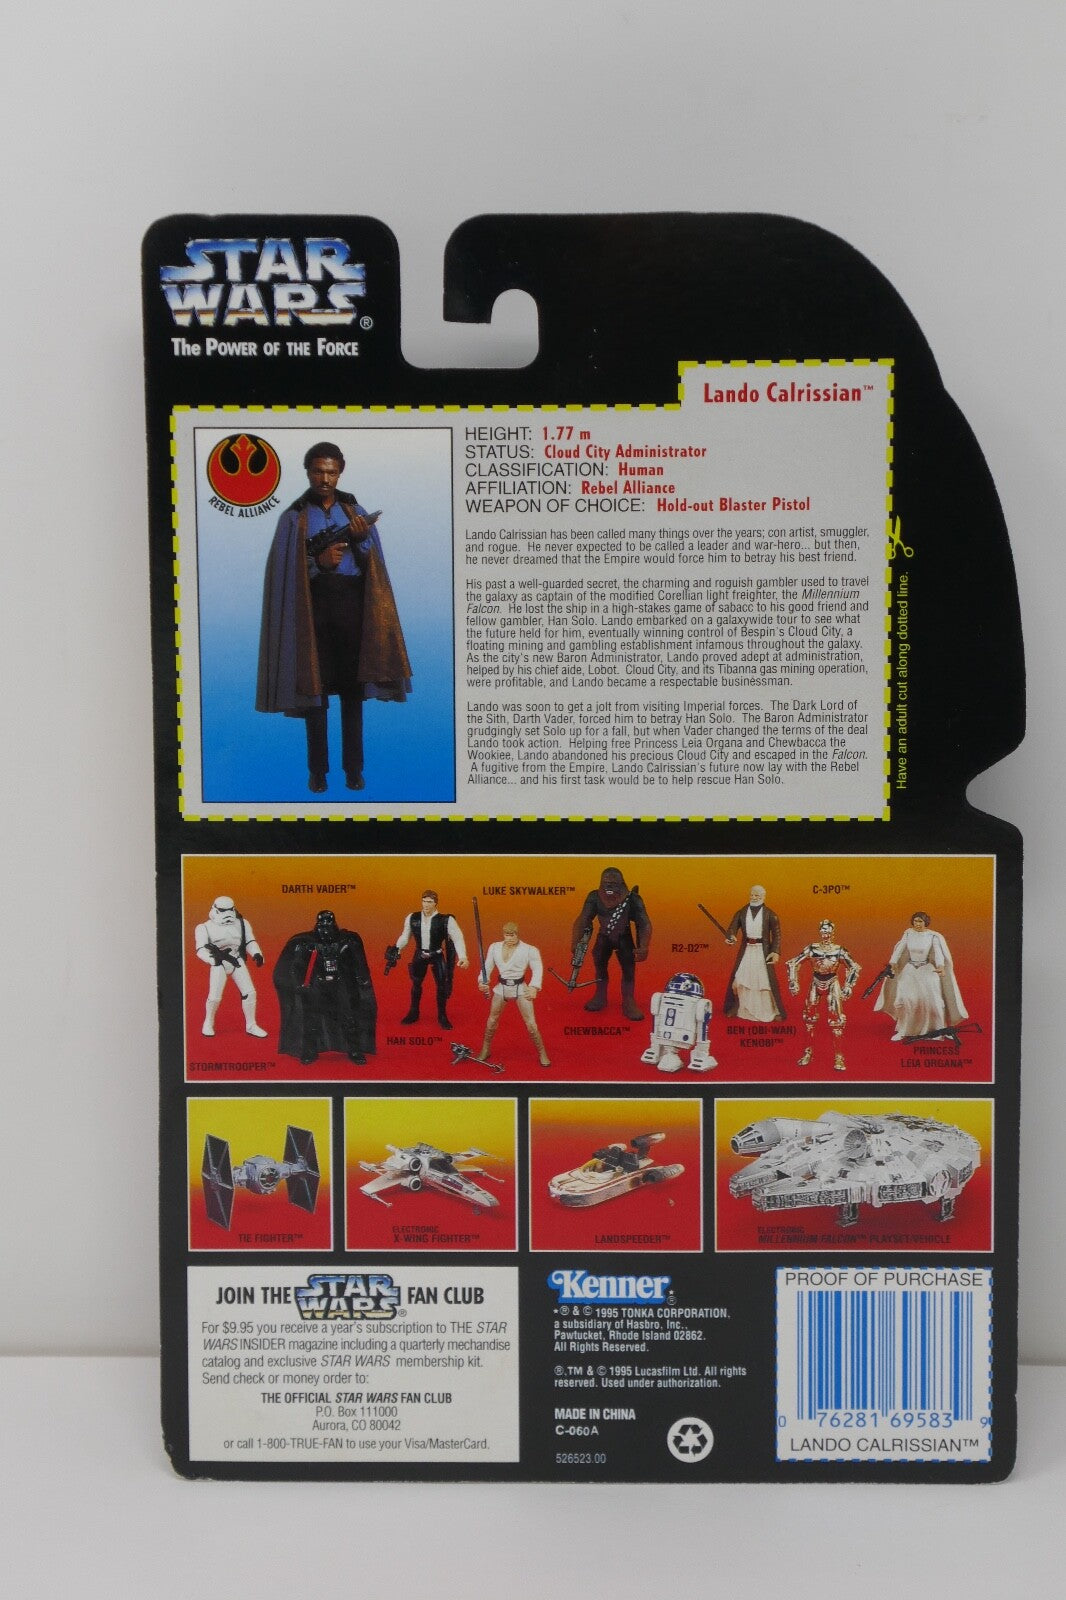 STAR
WARS®
The POWER OF THE FORCE
Lando Calrissian™
REBEL ALLIANCE
HEIGHT: 1.77 m
STATUS: Cloud City Administrator
CLASSIFICATION: Human
AFFILIATION: Rebel Alliance
WEAPON OF CHOICE: Hold-out Blaster Pistol
Lando Calrissian has been called many things over the years; con artist, smuggler,
and rogue. He never expected to be called a leader and war-hero... but then,
he never dreamed that the Empire would force him to betray his best friend.
His past a well-guarded secret, the charming and roguish gambler used to travel
the galaxy as captain of the modified Corellian light freighter, the Millennium
Falcon. He lost the ship in a high-stakes game of sabacc to his good friend and
fellow gambler, Han Solo. Lando embarked on a galaxywide tour to see what
the future held for him, eventually winning control of Bespin's Cloud City, a
floating mining and gambling establishment infamous throughout the galaxy.
As the city's new Baron Administrator, Lando proved adept at administration,
helped by his chief aide, Lobot. Cloud City, and its Tibanna gas mining operation,
were profitable, and Lando became a respectable businessman.
Lando was soon to get a jolt from visiting Imperial forces. The Dark Lord of
the Sith, Darth Vader, forced him to betray Han Solo. The Baron Administrator
grudgingly set Solo up for a fall, but when Vader changed the terms of the deal
Lando took action. Helping free Princess Leia Organa and Chewbacca the
Wookiee, Lando abandoned his precious Cloud City and escaped in the Falcon.
A fugitive from the Empire, Lando Calrissian's future now lay with the Rebel
Alliance... and his first task would be to help rescue Han Solo.
Have an adult cut along dotted line.
DARTH VADER™
LUKE SKYWALKER™
C-3PO™
R2-D2™
STORMTROOPER™
HAN SOLO™
CHEWBACCA™
BEN (OBI-WAN)
KENOBI™
PRINCESS
LEIA ORGANA™
TIE FIGHTER™
ELECTRONIC
X-WING FIGHTER™
LANDSPEEDER™
ELECTRONIC
MILLENNIUM FALCON™ PLAYSET/VEHICLE
JOIN THE STAR WARS® FAN CLUB
For $9.95 you receive a year's subscription to THE STAR
WARS INSIDER magazine including a quarterly merchandise
catalog and exclusive STAR WARS membership kit.
Send check or money order to:
THE OFFICIAL STAR WARS FAN CLUB
P.O. Box 111000
Aurora, CO 80042
or call 1-800-TRUE-FAN to use your Visa/MasterCard.
Kenner®
*® & © 1995 TONKA CORPORATION.
a subsidiary of Hasbro, Inc.,
Pawtucket, Rhode Island 02862.
All Rights Reserved.
®,TM & © 1995 Lucasfilm Ltd. All rights
reserved. Used under authorization.
MADE IN CHINA
C-060A
526523.00
PROOF OF PURCHASE
0 76281 69583 9
LANDO CALRISSIAN™